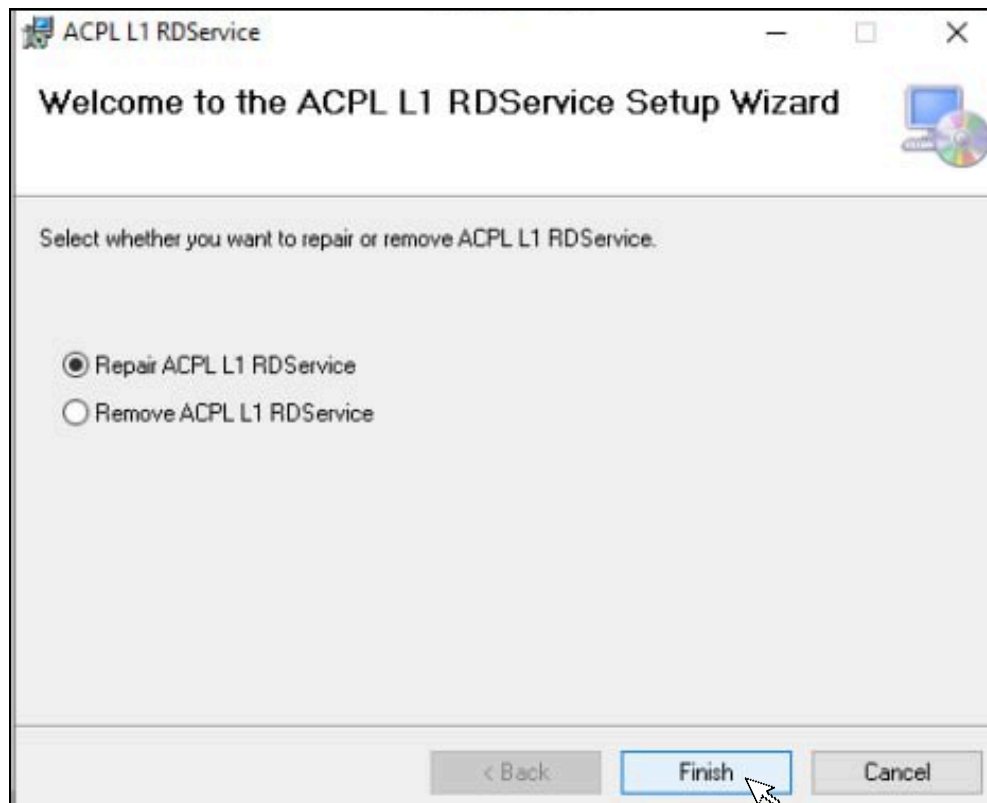 ACPL L1 RDService
Welcome to the ACPL L1 RDService Setup Wizard
Select whether you want to repair or remove ACPL L1 RDService.
Repair ACPL L1 RDService
Remove ACPL L1 RDService
< Back Finish Cancel